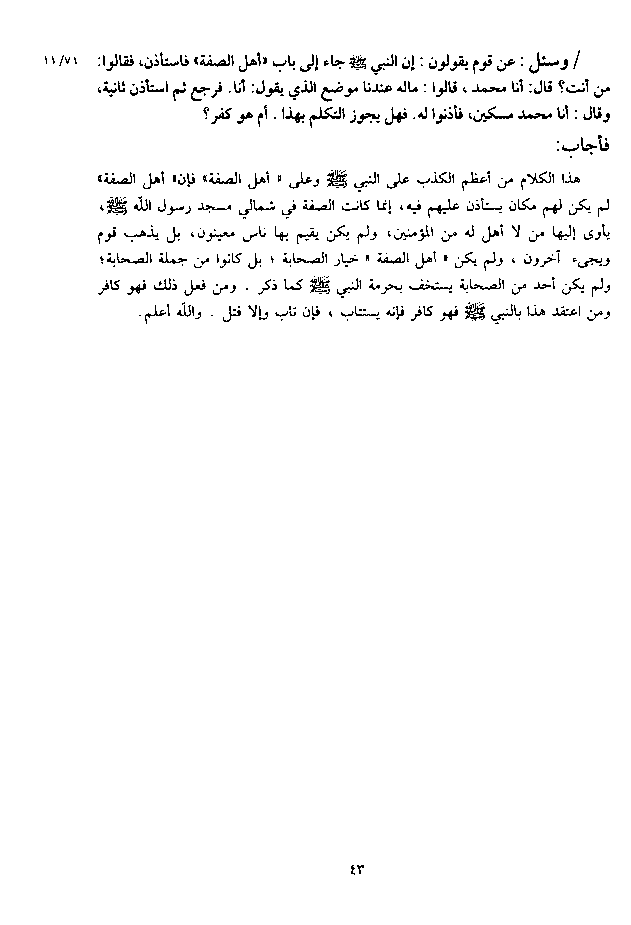 / وسئل : عن قوم يقولون : إن النبي ﷺ جاء إلى باب «أهل الصفة» فاستأذن، فقالوا: ١١/٧١
من أنت؟ قال: أنا محمد ، قالوا : ماله عندنا موضع الذي يقول: أنا. فرجع ثم استأذن ثانية،
وقال : أنا محمد مسكين، فأذنوا له. فهل يجوز التكلم بهذا . أم هو كفر؟
فأجاب:
هذا الكلام من أعظم الكذب على النبي ﷺ وعلى « أهل الصفة» فإن« أهل الصفة»
لم يكن لهم مكان يستأذن عليهم فيه، إنما كانت الصفة في شمالي مسجد رسول الله ﷺ،
يأوى إليها من لا أهل له من المؤمنين، ولم يكن يقيم بها ناس معينون، بل يذهب قوم
ويجىء آخرون ، ولم يكن « أهل الصفة » خيار الصحابة ؛ بل كانوا من جملة الصحابة؛
ولم يكن أحد من الصحابة يستخف بحرمة النبي ﷺ كما ذكر . ومن فعل ذلك فهو كافر
ومن اعتقد هذا بالنبي ﷺ فهو كافر فإنه يستتاب ، فإن تاب وإلا قتل . والله أعلم.
٤٣